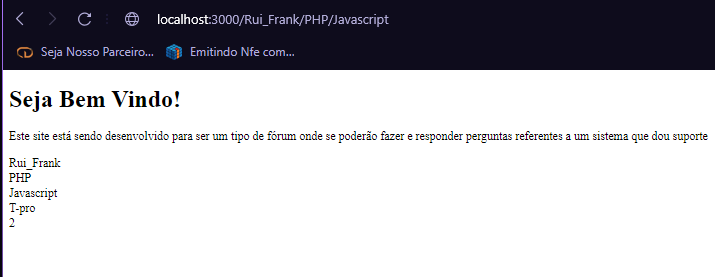 localhost:3000/Rui_Frank/PHP/Javascript
Seja Nosso Parceiro... Emitindo Nfe com...
Seja Bem Vindo!
Este site está sendo desenvolvido para ser um tipo de fórum onde se poderão fazer e responder perguntas referentes a um sistema que dou suporte
Rui_Frank
PHP
Javascript
T-pro
2